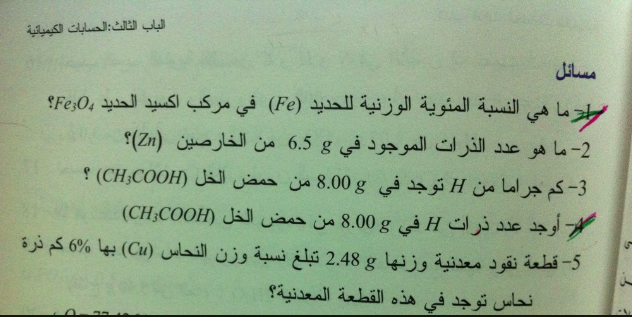 الباب الثالث:الحسابات الكيميائية
مسائل
1- ما هي النسبة المئوية الوزنية للحديد (Fe) في مركب اكسيد الحديد Fe₃O₄؟
2- ما هو عدد الذرات الموجود في 6.5 g من الخارصين (Zn)؟
3- كم جراما من H توجد في 8.00 g من حمض الخل (CH₃COOH) ؟
4- أوجد عدد ذرات H في 8.00 g من حمض الخل (CH₃COOH)
5- قطعة نقود معدنية وزنها 2.48 g تبلغ نسبة وزن النحاس (Cu) بها 6% كم ذرة
نحاس توجد في هذه القطعة المعدنية؟